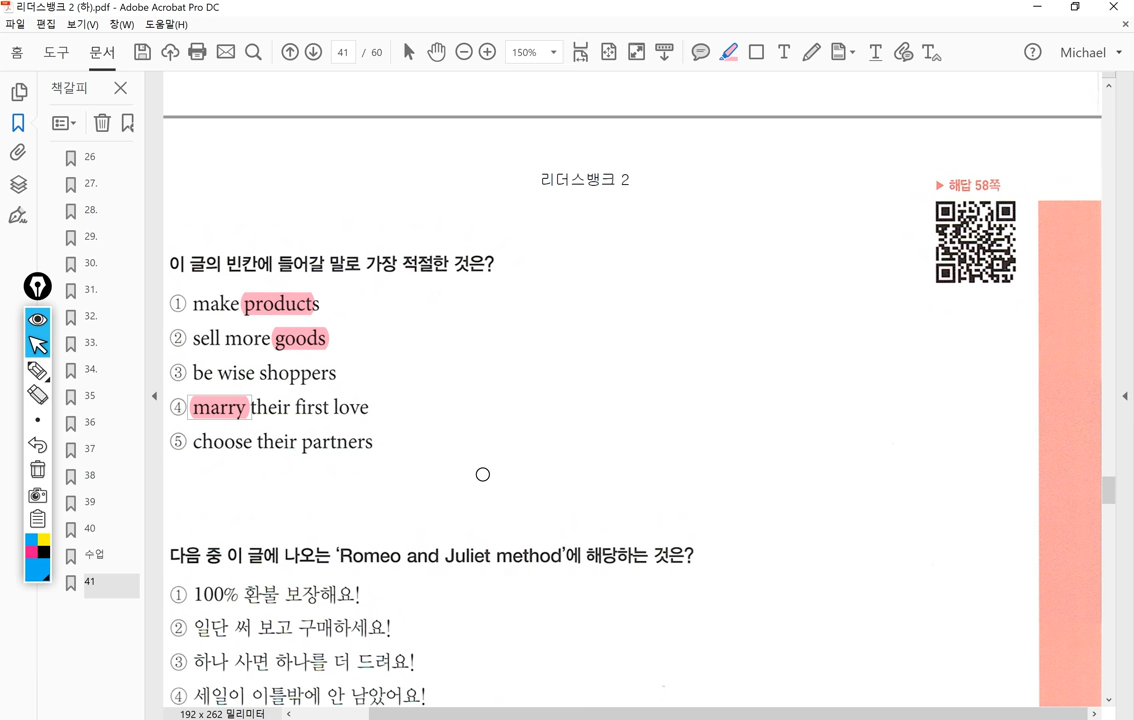 리더스뱅크 2 (하).pdf - Adobe Acrobat Pro DC
파일 편집 보기(V) 창(W) 도움말(H)
홈 도구 문서 41 / 60 150% Michael
책갈피
26
27.
28.
29.
30.
31.
32.
33.
34.
35
36
37
38
39
40
수업
41
리더스뱅크 2
▶ 해답 58쪽
이 글의 빈칸에 들어갈 말로 가장 적절한 것은?
① make products
② sell more goods
③ be wise shoppers
④ marry their first love
⑤ choose their partners
다음 중 이 글에 나오는 ‘Romeo and Juliet method’에 해당하는 것은?
① 100% 환불 보장해요!
② 일단 써 보고 구매하세요!
③ 하나 사면 하나를 더 드려요!
④ 세일이 이틀밖에 안 남았어요!
192 x 262 밀리미터